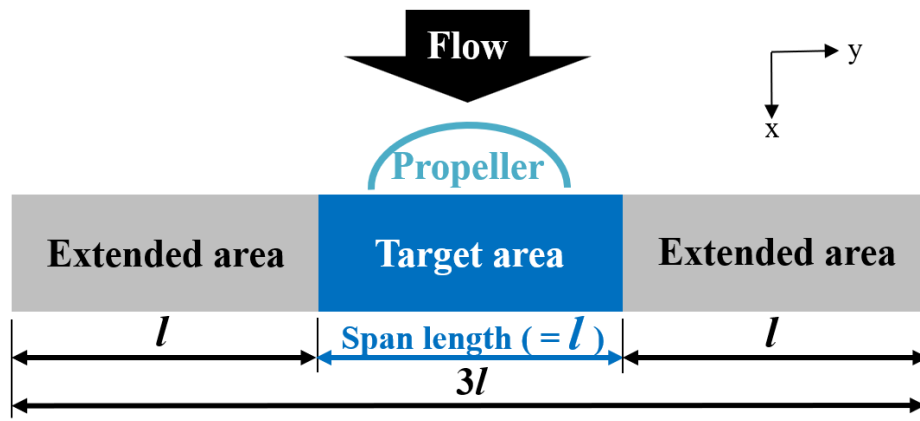 Flow
y
x
Propeller
Extended area
Target area
Extended area
l
Span length ( = l )
l
3l